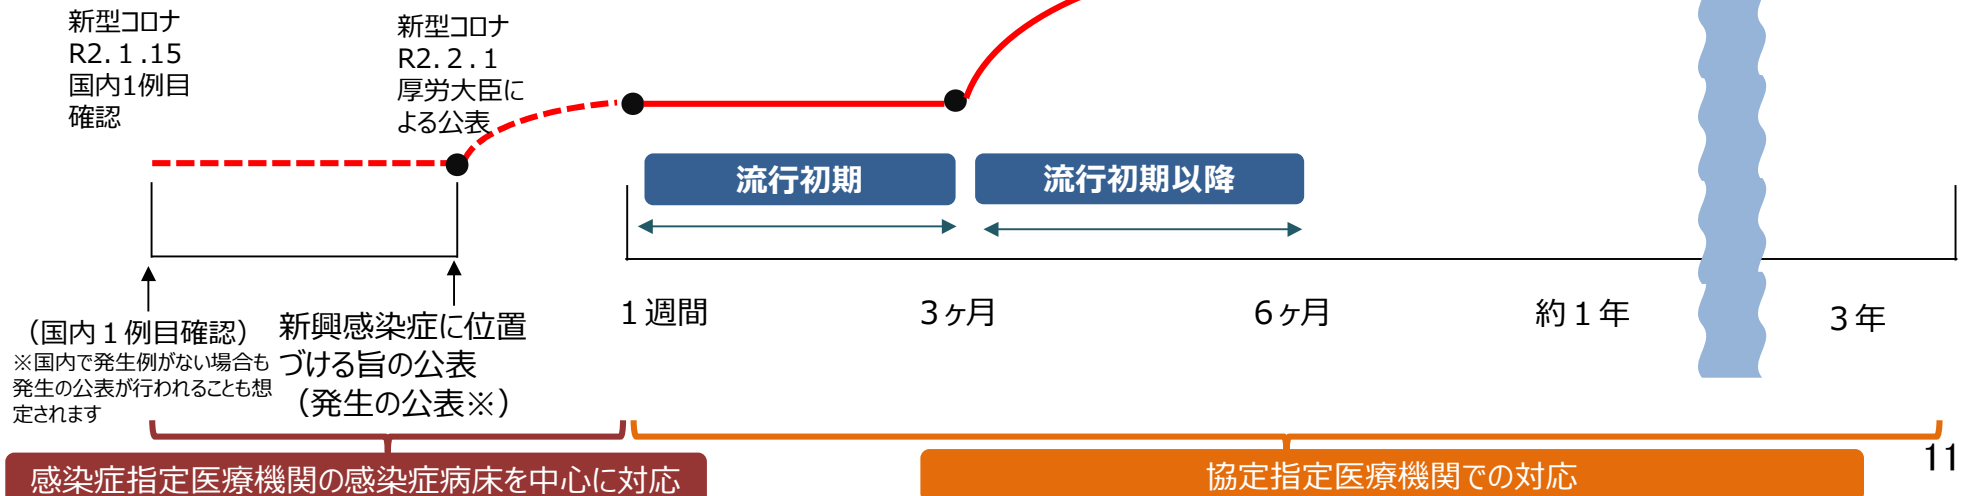 新型コロナ
R2.1.15
国内1例目
確認
新型コロナ
R2.2.1
厚労大臣に
よる公表
流行初期
流行初期以降
1週間
3ヶ月
6ヶ月
約1年
3年
（国内1例目確認）
※国内で発生例がない場合も
発生の公表が行われることも想
定されます
新興感染症に位置
づける旨の公表
（発生の公表※）
感染症指定医療機関の感染症病床を中心に対応
協定指定医療機関での対応
11